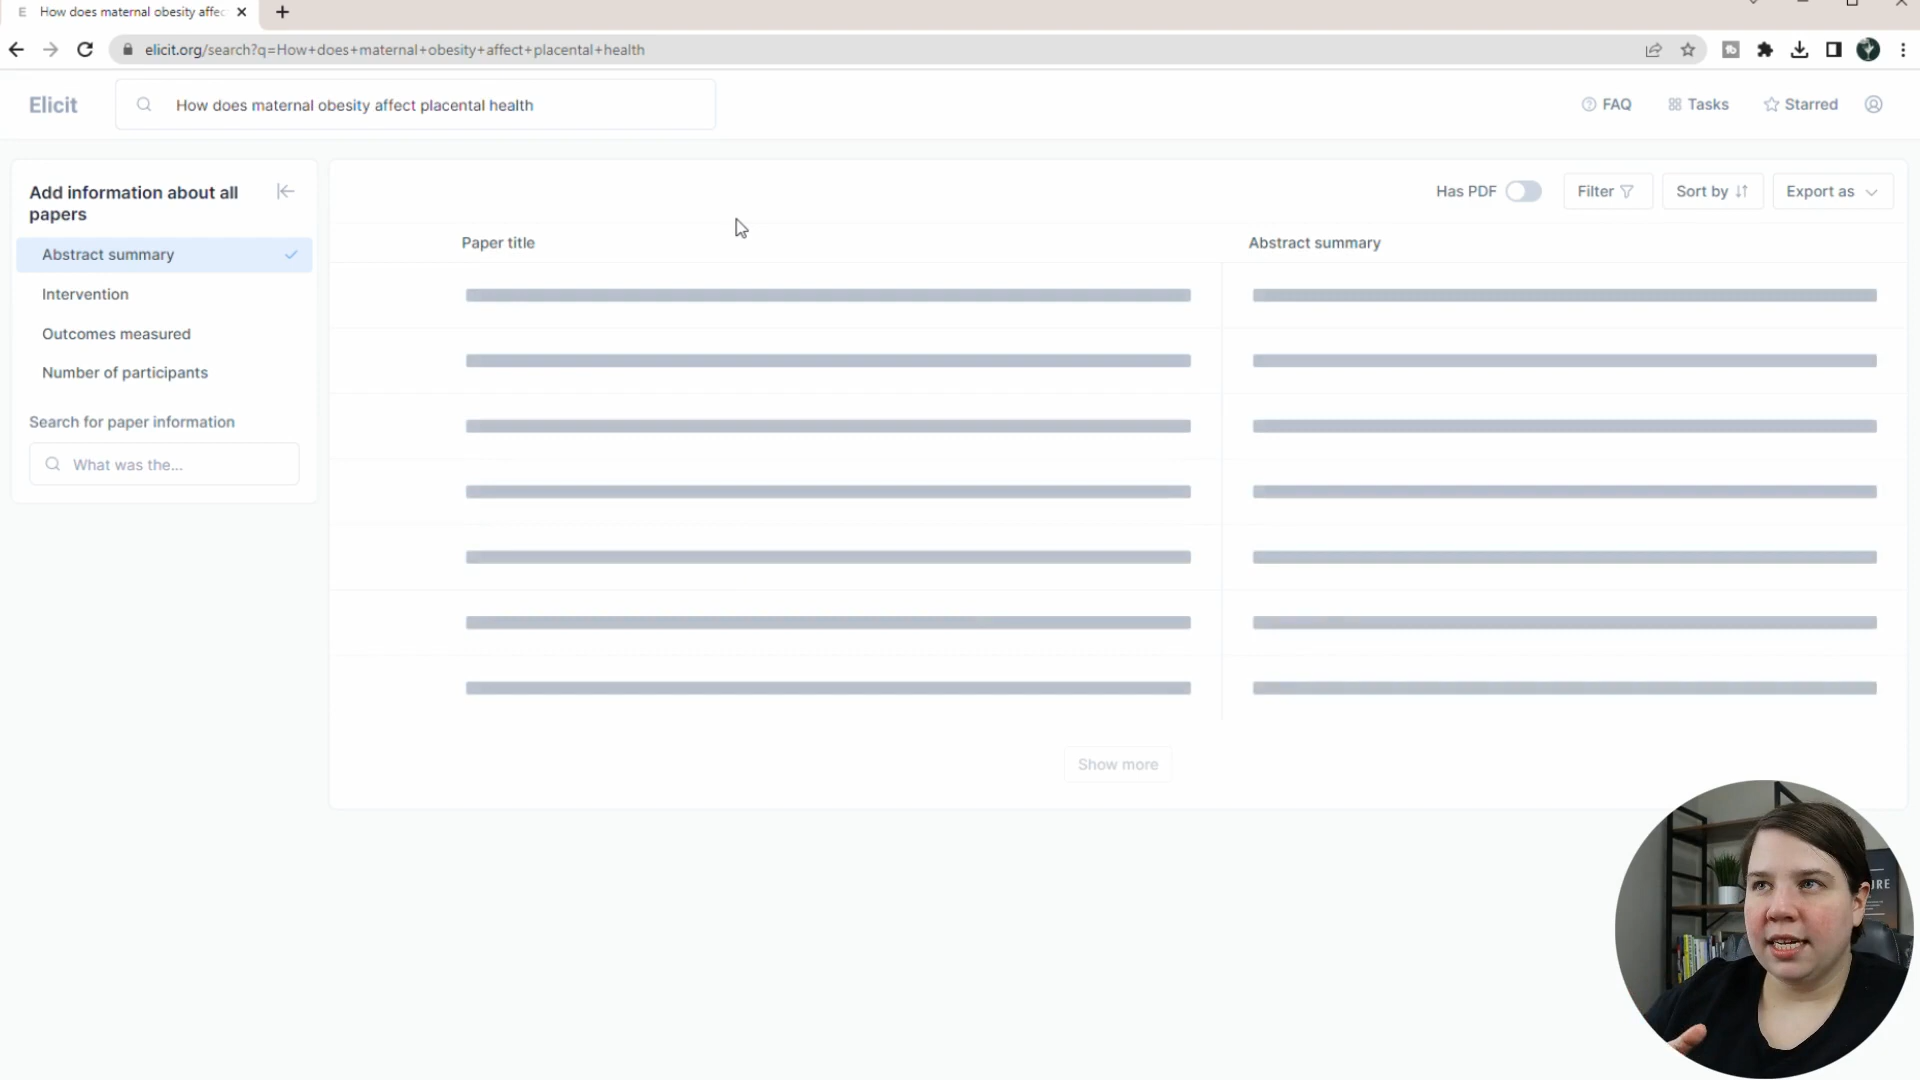 E How does maternal obesity affec
elicit.org/search?q=How+does+maternal+obesity+affect+placental+health
Elicit
How does maternal obesity affect placental health
FAQ
Tasks
Starred
Add information about all
papers
Abstract summary
Intervention
Outcomes measured
Number of participants
Search for paper information
What was the...
Has PDF
Filter
Sort by
Export as
Paper title
Abstract summary
Show more